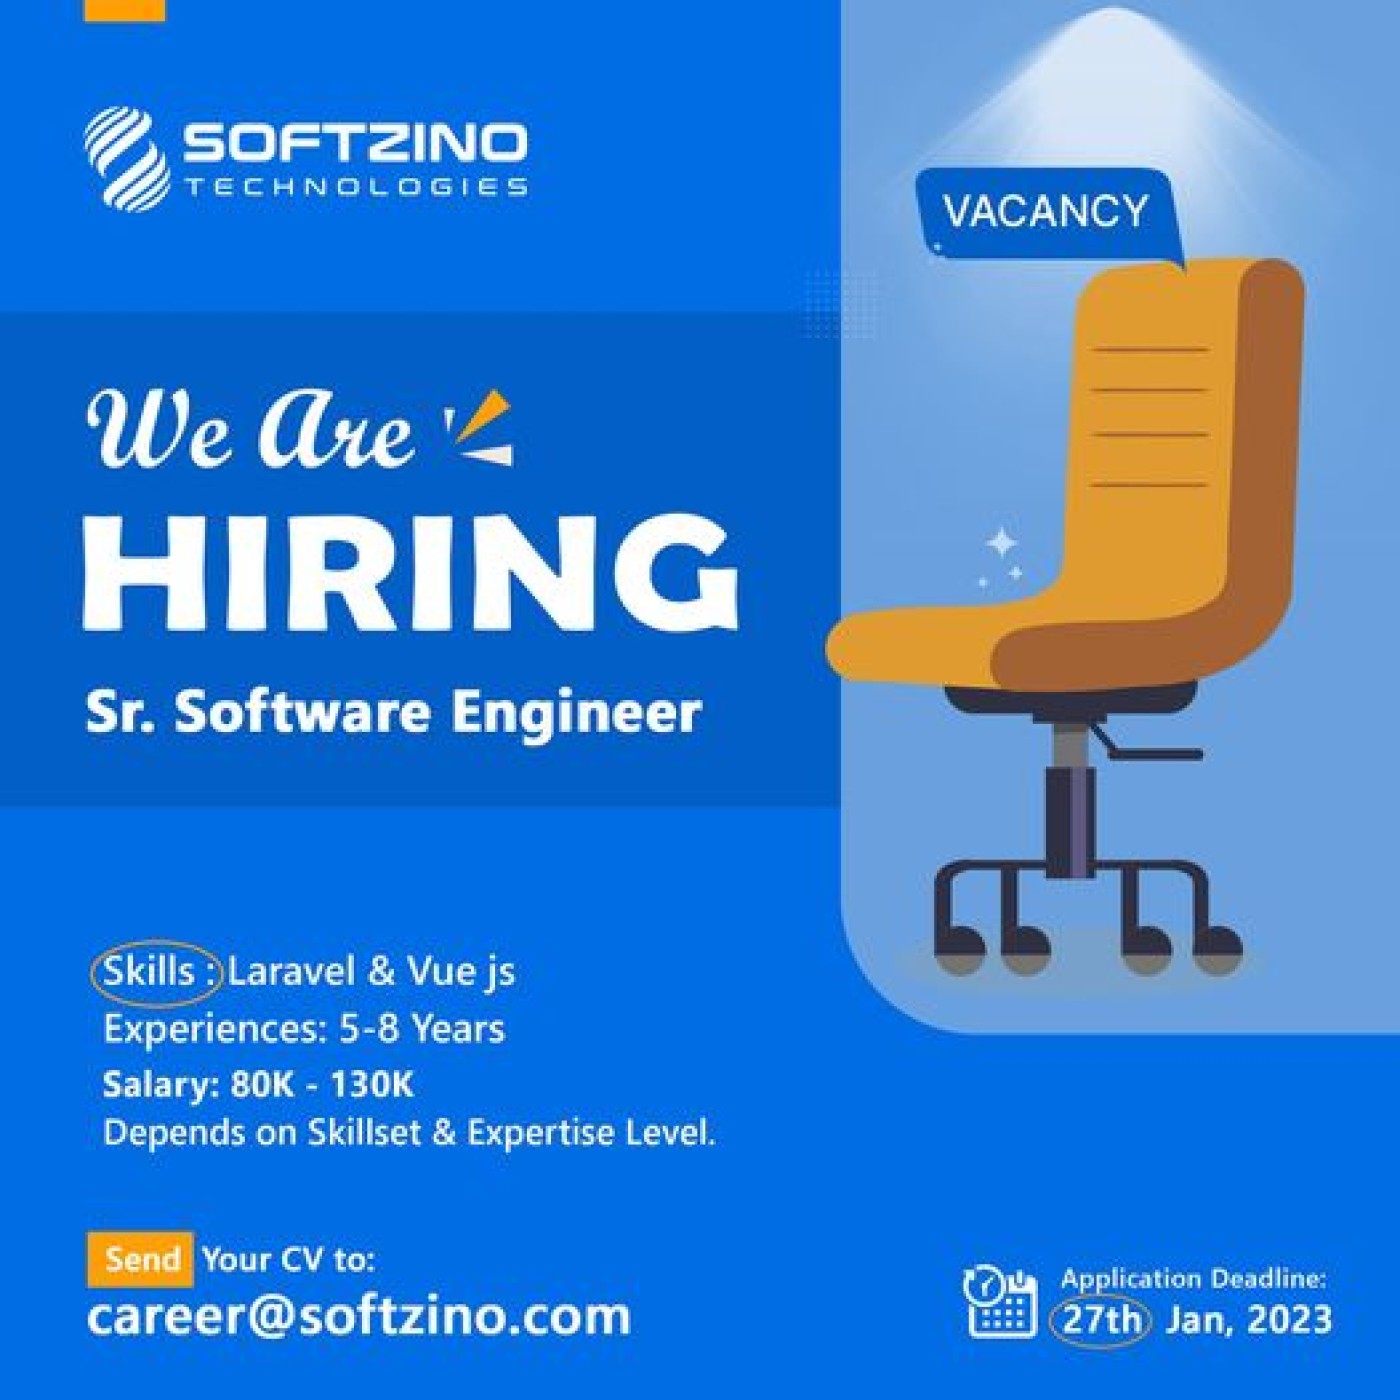 SOFTZINO
TECHNOLOGIES
VACANCY
We Are
HIRING
Sr. Software Engineer
Skills : Laravel & Vue js
Experiences: 5-8 Years
Salary: 80K - 130K
Depends on Skillset & Expertise Level.
Send Your CV to:
career@softzino.com
Application Deadline:
27th Jan, 2023